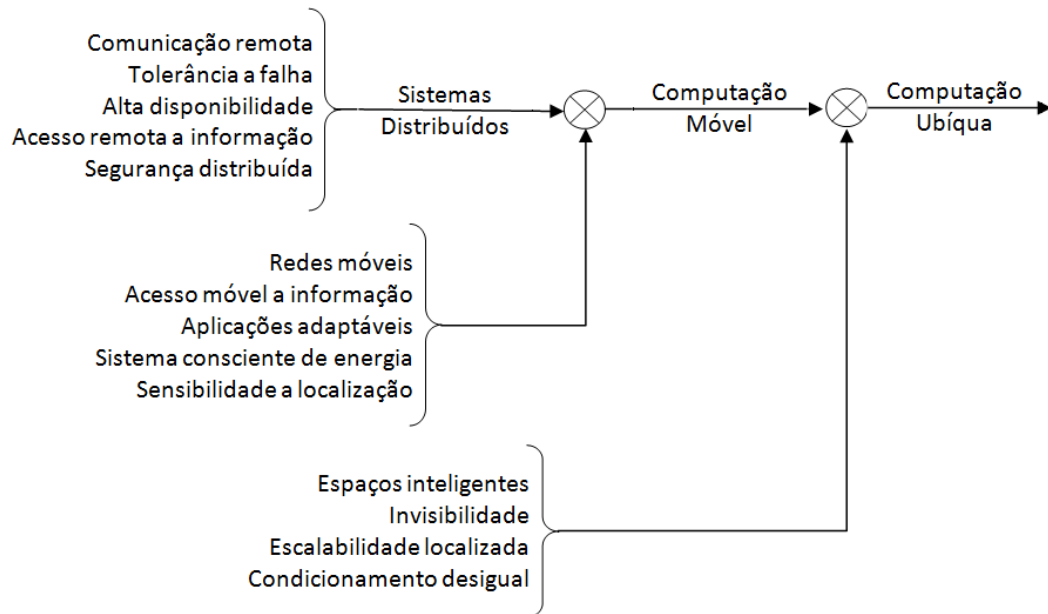 Comunicação remota
Tolerância a falha
Alta disponibilidade
Acesso remota a informação
Segurança distribuída
Sistemas
Distribuídos
Computação
Móvel
Computação
Ubíqua
Redes móveis
Acesso móvel a informação
Aplicações adaptáveis
Sistema consciente de energia
Sensibilidade a localização
Espaços inteligentes
Invisibilidade
Escalabilidade localizada
Condicionamento desigual